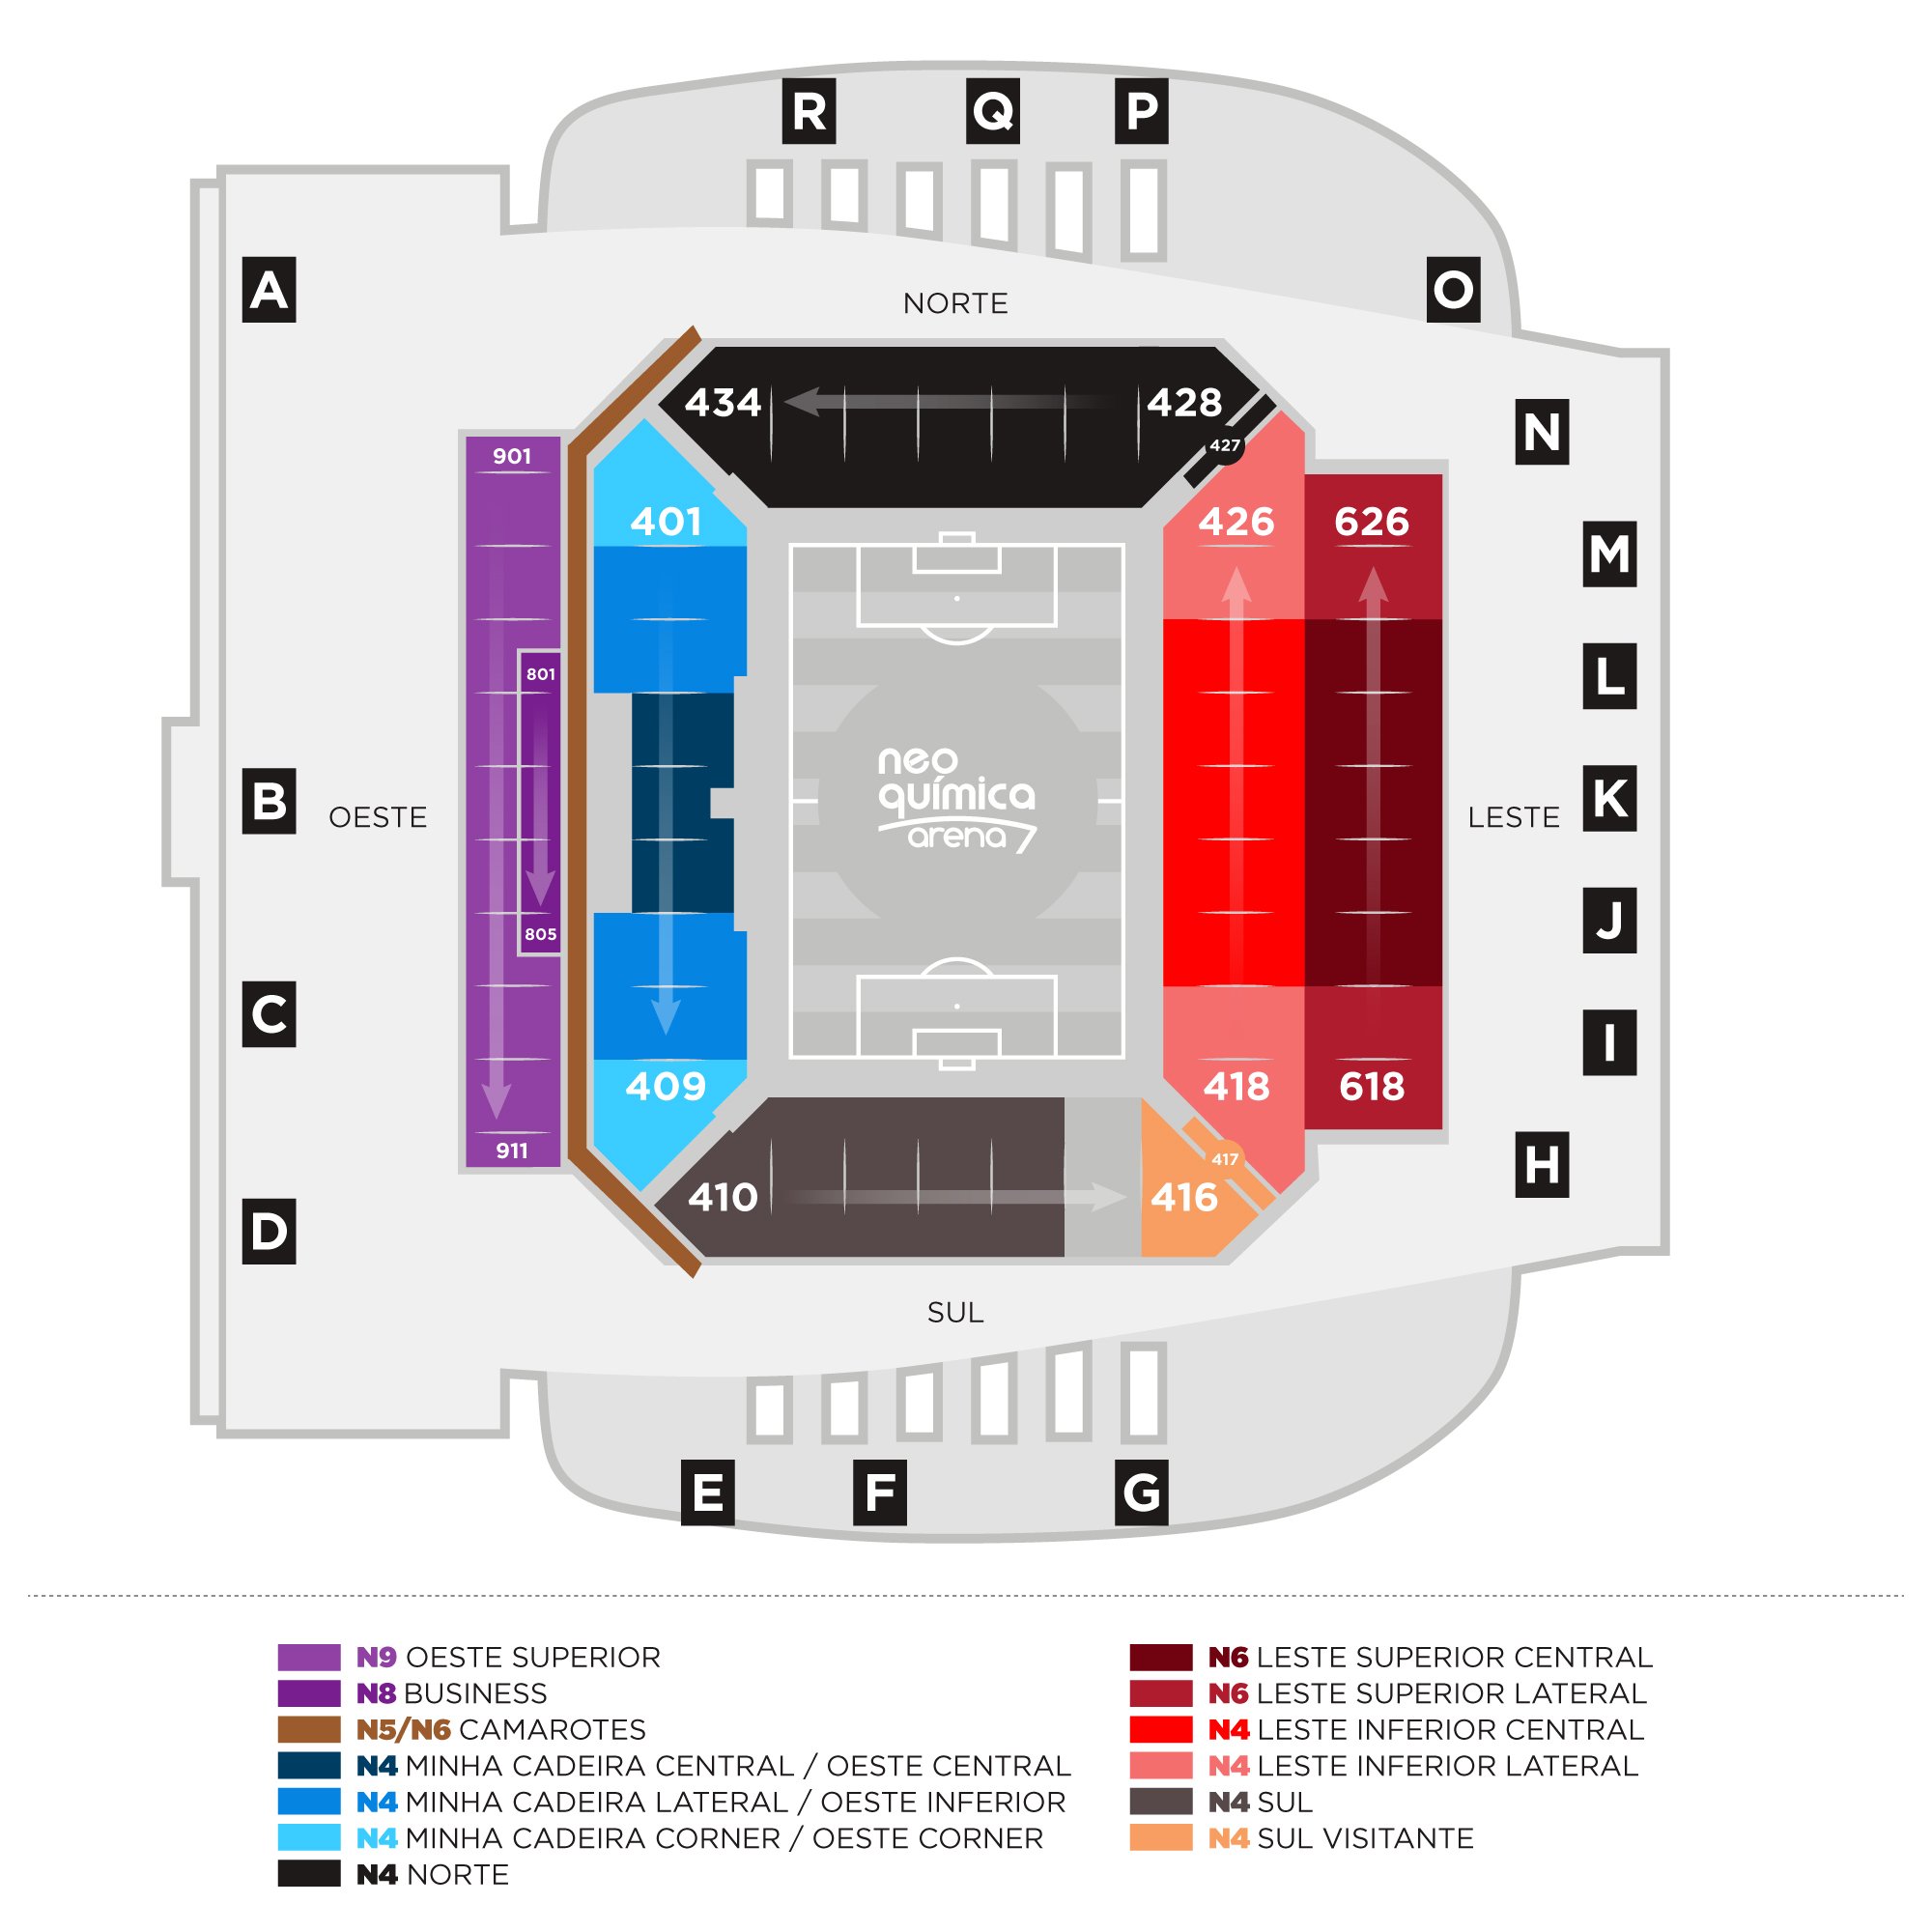 R
Q
P
A
O
NORTE
N
434
428
427
901
401
426
626
M
801
L
neo
química
arena
B
OESTE
LESTE
K
805
J
C
I
409
418
618
911
417
H
410
416
D
SUL
E
F
G
N9 OESTE SUPERIOR
N8 BUSINESS
N5/N6 CAMAROTES
N4 MINHA CADEIRA CENTRAL / OESTE CENTRAL
N4 MINHA CADEIRA LATERAL / OESTE INFERIOR
N4 MINHA CADEIRA CORNER / OESTE CORNER
N4 NORTE
N6 LESTE SUPERIOR CENTRAL
N6 LESTE SUPERIOR LATERAL
N4 LESTE INFERIOR CENTRAL
N4 LESTE INFERIOR LATERAL
N4 SUL
N4 SUL VISITANTE